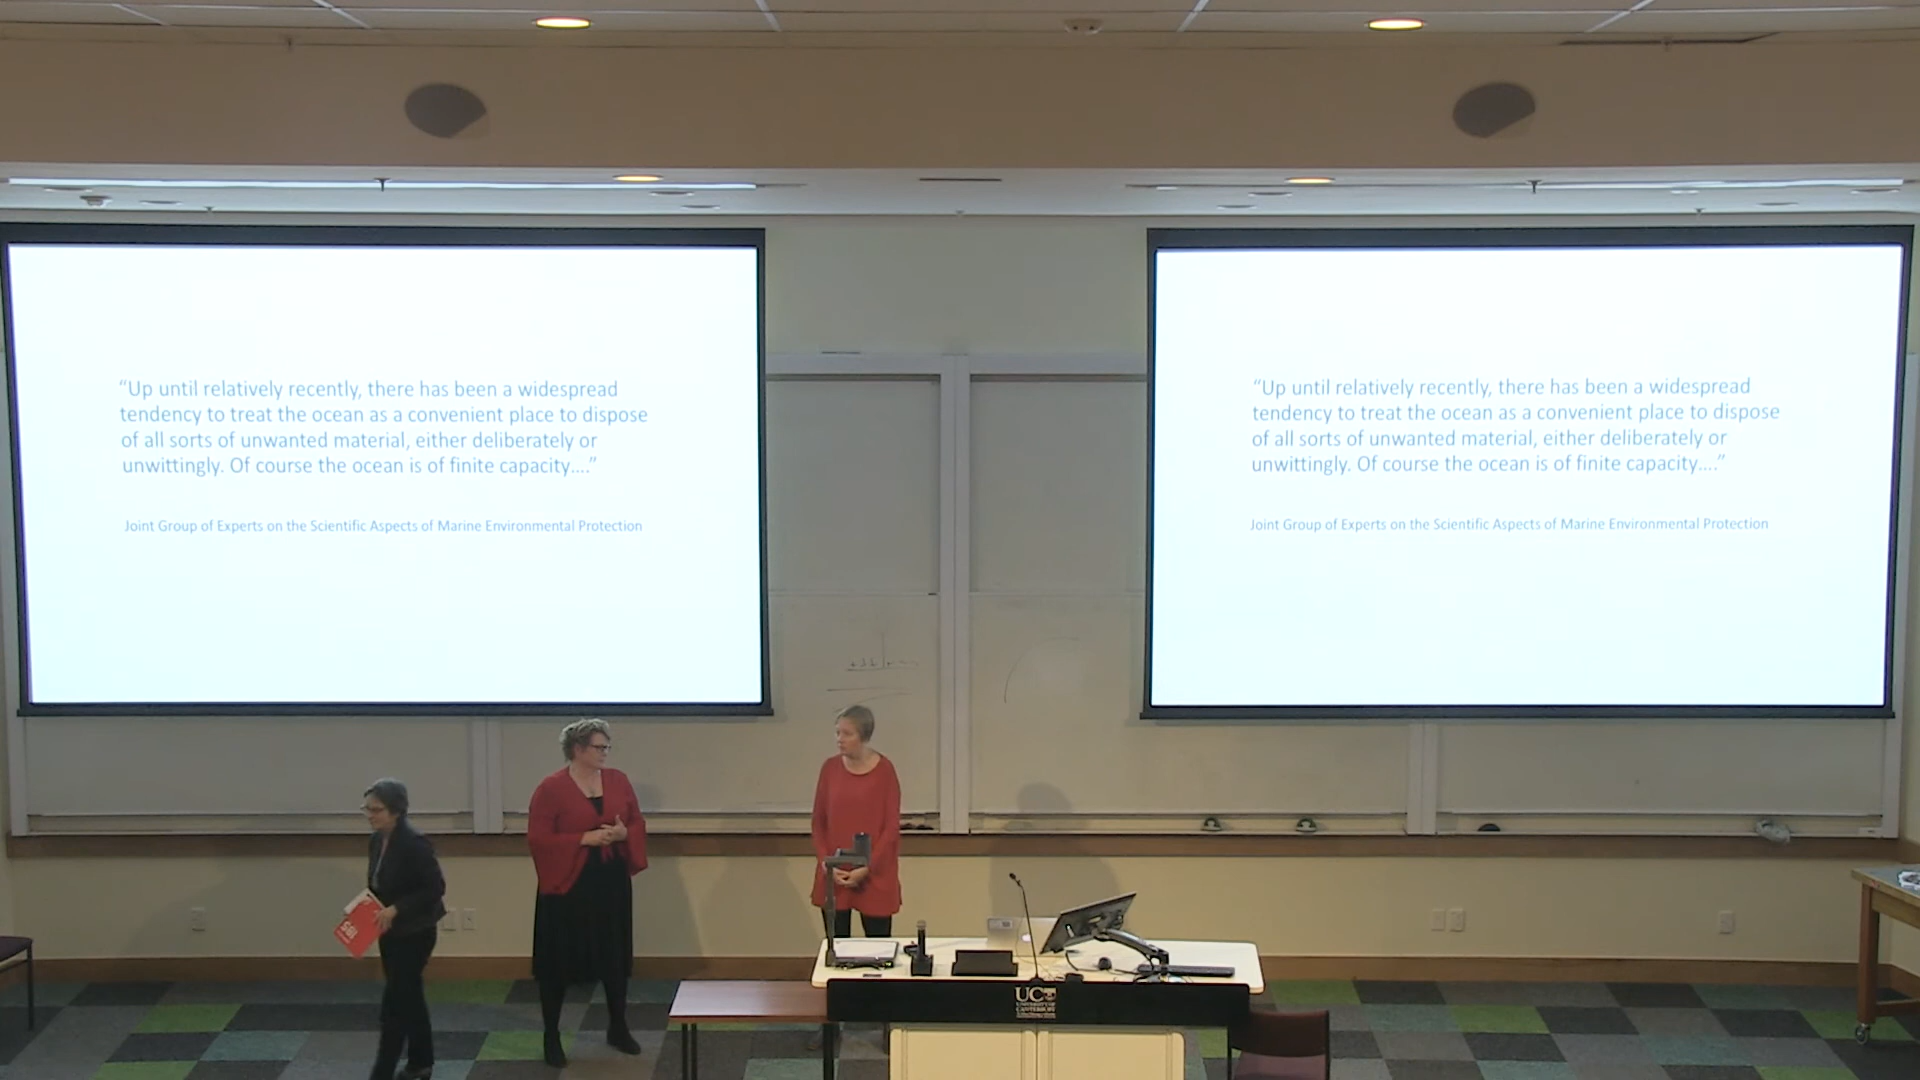 “Up until relatively recently, there has been a widespread
tendency to treat the ocean as a convenient place to dispose
of all sorts of unwanted material, either deliberately or
unwittingly. Of course the ocean is of finite capacity....”
Joint Group of Experts on the Scientific Aspects of Marine Environmental Protection
“Up until relatively recently, there has been a widespread
tendency to treat the ocean as a convenient place to dispose
of all sorts of unwanted material, either deliberately or
unwittingly. Of course the ocean is of finite capacity....”
Joint Group of Experts on the Scientific Aspects of Marine Environmental Protection
UC
UNIVERSITY OF
CANTERBURY